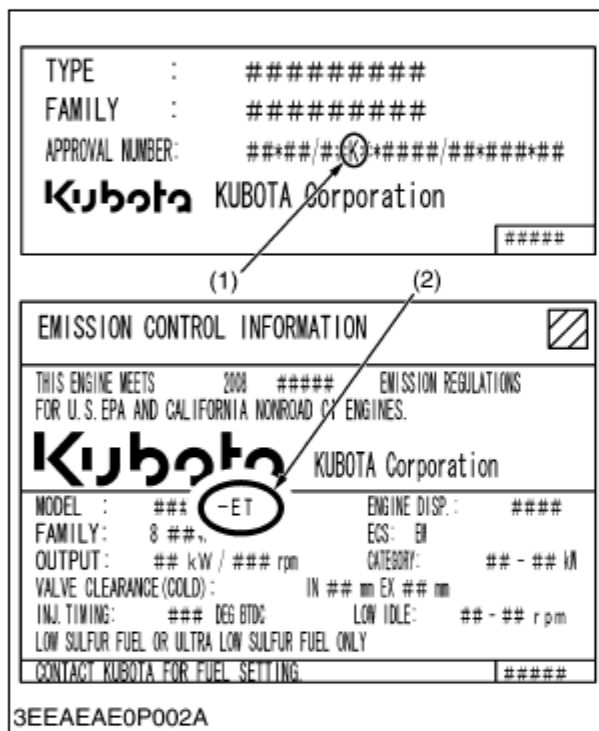 TYPE : #########
FAMILY : #########
APPROVAL NUMBER: ##*##/#:K:*####/##*###*##
Kubota KUBOTA Corporation
#####
(1) (2)
EMISSION CONTROL INFORMATION
THIS ENGINE MEETS 2008 ##### EMISSION REGULATIONS
FOR U.S. EPA AND CALIFORNIA NONROAD ENGINES.
Kubota KUBOTA Corporation
MODEL : ### -ET ENGINE DISP.: ####
FAMILY: 8 ## ECS: EM
OUTPUT: ## kW / ### rpm CATEGORY: ## - ## kW
VALVE CLEARANCE(COLD): IN ## mm EX ## mm
INJ. TIMING: ### DEG BTDC LOW IDLE: ## - ## rpm
LOW SULFUR FUEL OR ULTRA LOW SULFUR FUEL ONLY
CONTACT KUBOTA FOR FUEL SETTING. #####
3EEAEAE0P002A